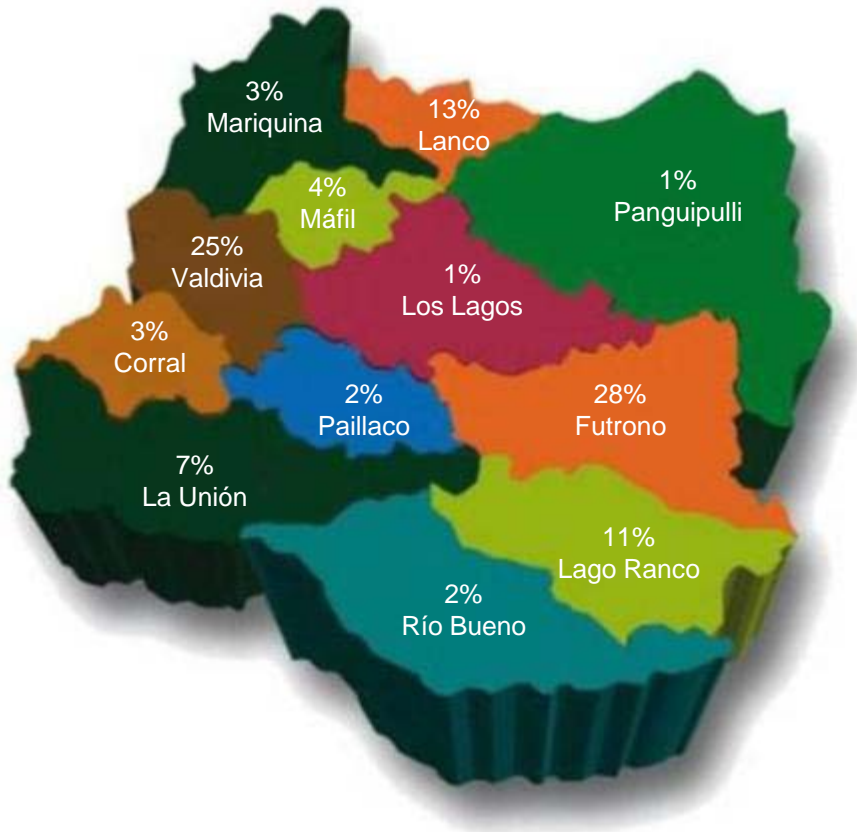 3%
Mariquina
13%
Lanco
4%
Máfil
1%
Panguipulli
25%
Valdivia
1%
Los Lagos
3%
Corral
2%
Paillaco
28%
Futrono
7%
La Unión
11%
Lago Ranco
2%
Río Bueno